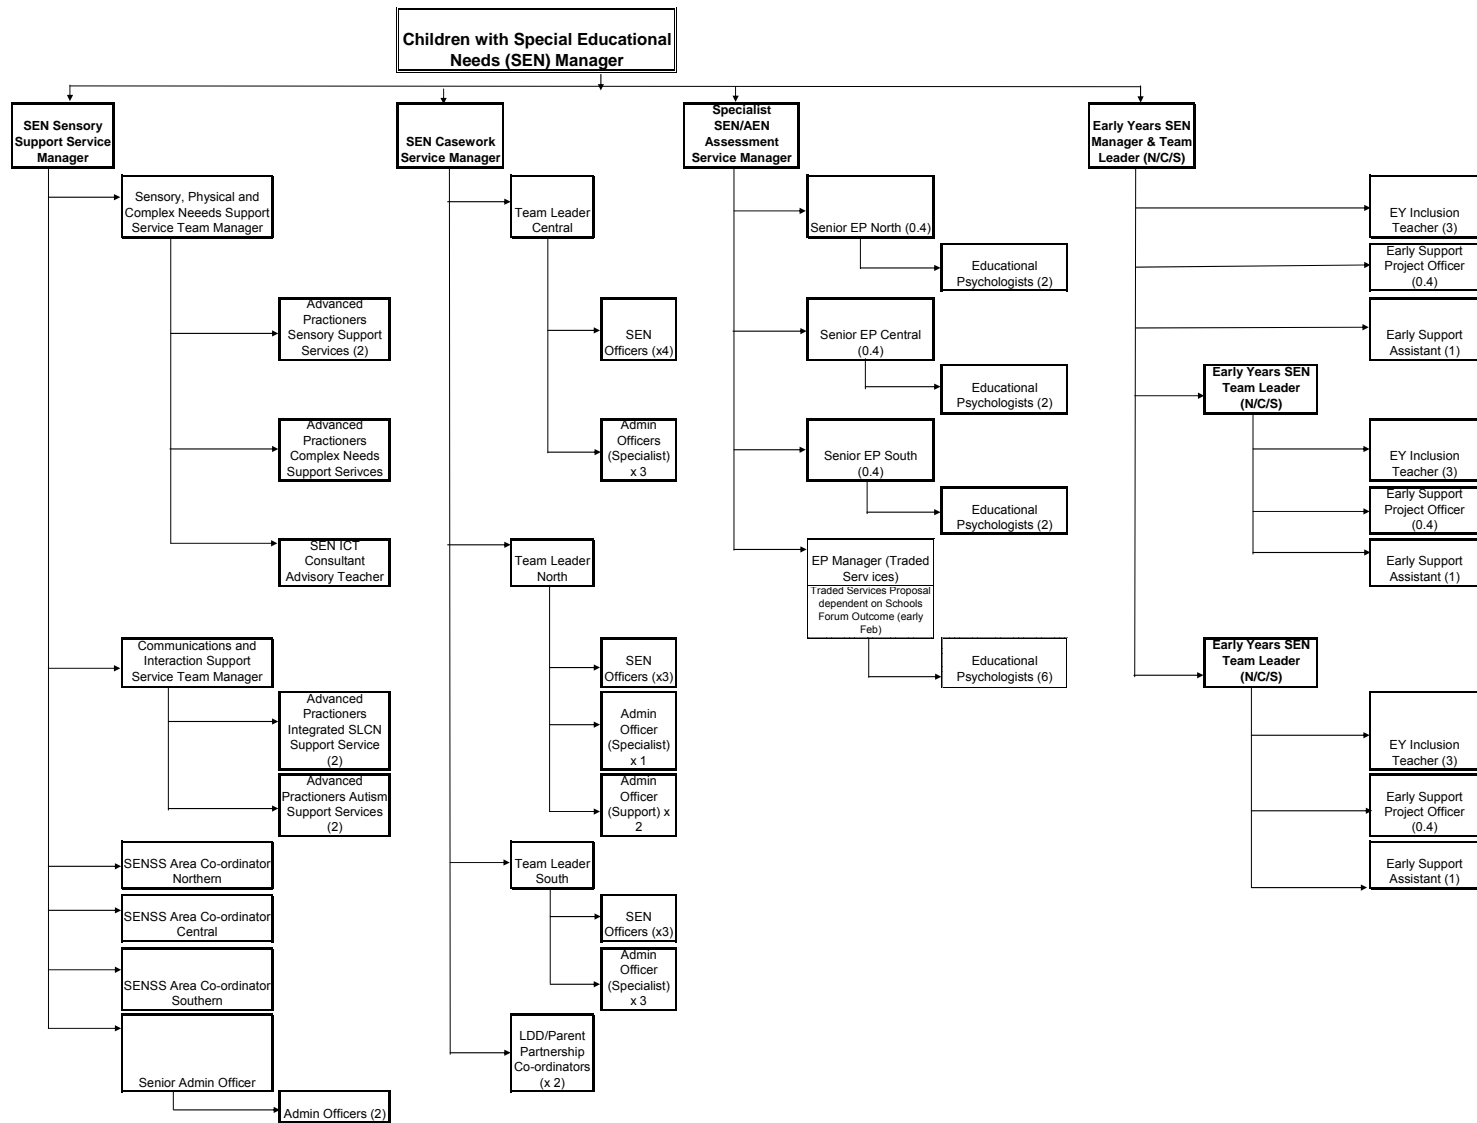 Children with Special Educational
Needs (SEN) Manager
SEN Sensory
Support Service
Manager
Sensory, Physical and
Complex Neeeds Support
Service Team Manager
Advanced
Practioners
Sensory Support
Services (2)
Advanced
Practioners
Complex Needs
Support Serivces
SEN ICT
Consultant
Advisory Teacher
Communications and
Interaction Support
Service Team Manager
Advanced
Practioners
Integrated SLCN
Support Service
(2)
Advanced
Practioners Autism
Support Services
(2)
SENSS Area Co-ordinator
Northern
SENSS Area Co-ordinator
Central
SENSS Area Co-ordinator
Southern
Senior Admin Officer
Admin Officers (2)
SEN Casework
Service Manager
Team Leader
Central
SEN
Officers (x4)
Admin
Officers
(Specialist)
x 3
Team Leader
North
SEN
Officers (x3)
Admin
Officer
(Specialist)
x 1
Admin
Officer
(Support) x
2
Team Leader
South
SEN
Officers (x3)
Admin
Officer
(Specialist)
x 3
LDD/Parent
Partnership
Co-ordinators
(x 2)
Specialist
SEN/AEN
Assessment
Service Manager
Senior EP North (0.4)
Educational
Psychologists (2)
Senior EP Central
(0.4)
Educational
Psychologists (2)
Senior EP South
(0.4)
Educational
Psychologists (2)
EP Manager (Traded
Serv ices)
Traded Services Proposal
dependent on Schools
Forum Outcome (early
Feb)
Educational
Psychologists (6)
Early Years SEN
Manager & Team
Leader (N/C/S)
EY Inclusion
Teacher (3)
Early Support
Project Officer
(0.4)
Early Support
Assistant (1)
Early Years SEN
Team Leader
(N/C/S)
EY Inclusion
Teacher (3)
Early Support
Project Officer
(0.4)
Early Support
Assistant (1)
Early Years SEN
Team Leader
(N/C/S)
EY Inclusion
Teacher (3)
Early Support
Project Officer
(0.4)
Early Support
Assistant (1)